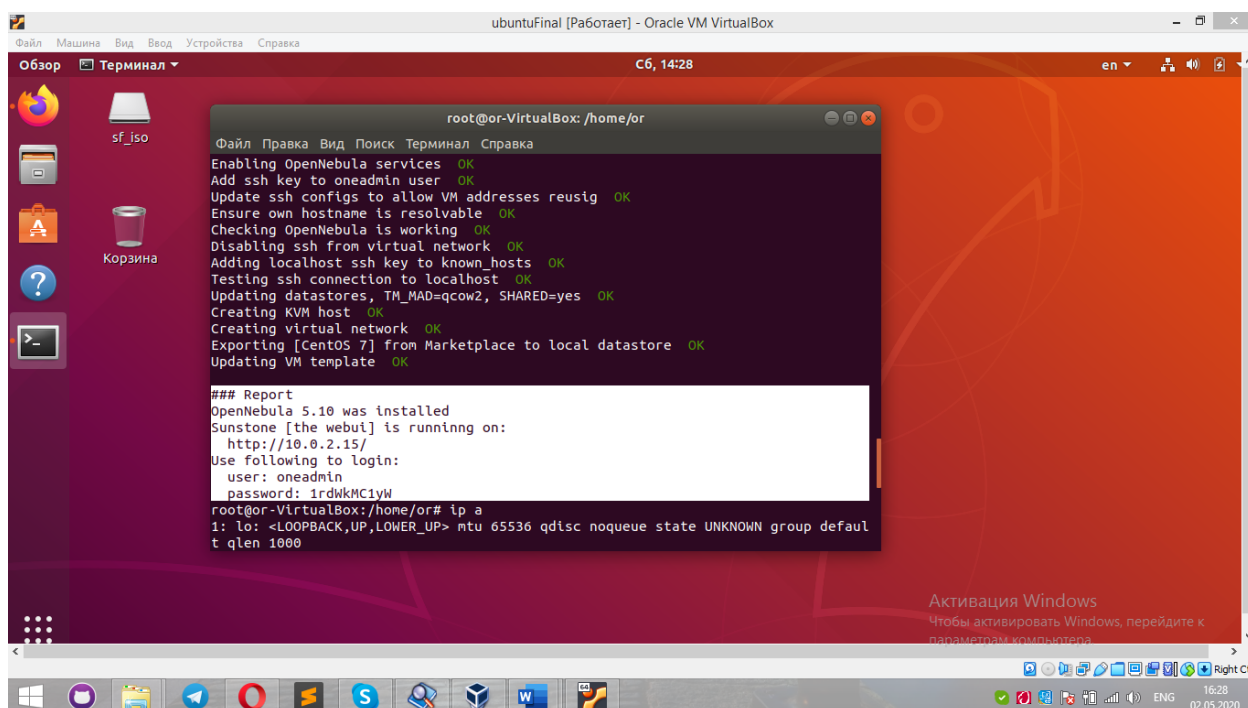 ubuntuFinal [Работает] - Oracle VM VirtualBox
Файл Машина Вид Ввод Устройства Справка
Обзор Терминал Сб, 14:28 en
sf_iso
Корзина
root@or-VirtualBox: /home/or
Файл Правка Вид Поиск Терминал Справка
Enabling OpenNebula services OK
Add ssh key to oneadmin user OK
Update ssh configs to allow VM addresses reusig OK
Ensure own hostname is resolvable OK
Checking OpenNebula is working OK
Disabling ssh from virtual network OK
Adding localhost ssh key to known_hosts OK
Testing ssh connection to localhost OK
Updating datastores, TM_MAD=qcow2, SHARED=yes OK
Creating KVM host OK
Creating virtual network OK
Exporting [CentOS 7] from Marketplace to local datastore OK
Updating VM template OK
### Report
OpenNebula 5.10 was installed
Sunstone [the webui] is runninng on:
http://10.0.2.15/
Use following to login:
user: oneadmin
password: 1rdWkMC1yW
root@or-VirtualBox:/home/or# ip a
1: lo: <LOOPBACK,UP,LOWER_UP> mtu 65536 qdisc noqueue state UNKNOWN group defaul
t qlen 1000
Активация Windows
Чтобы активировать Windows, перейдите к
параметрам компьютера.
Right C
ENG 16:28
02.05.2020